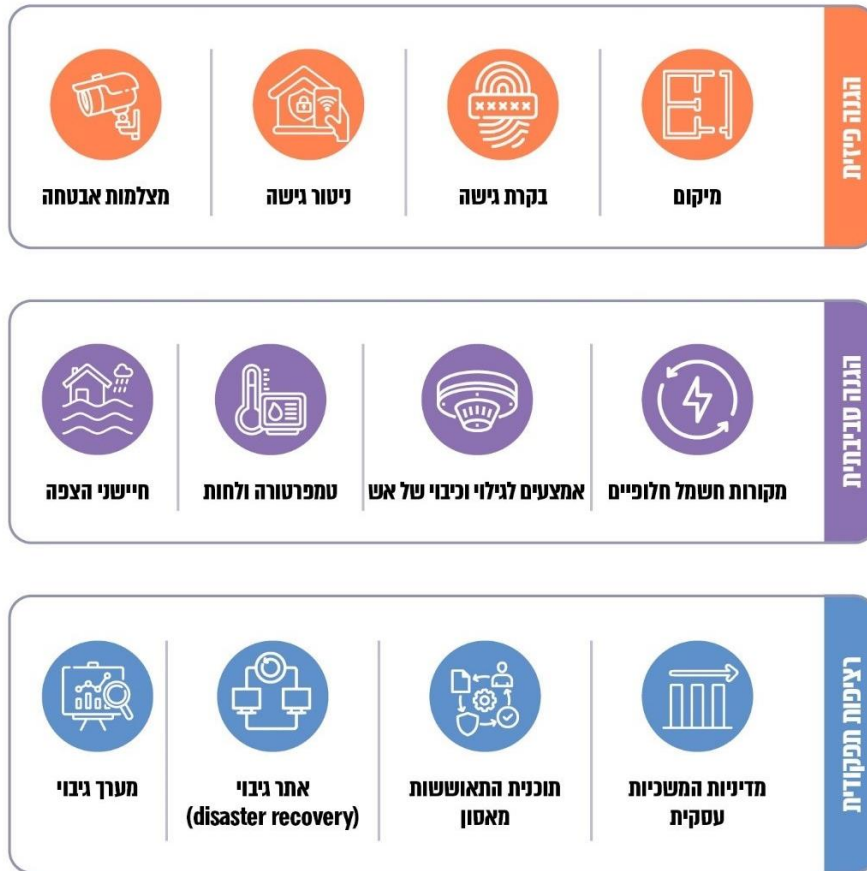 הגנה פיזית
מיקום
בקרת גישה
ניטור גישה
מצלמות אבטחה
הגנה סביבתית
מקורות חשמל חלופיים
אמצעים לגילוי וכיבוי של אש
טמפרטורה ולחות
חיישני הצפה
רציפות תפקודית
מדיניות המשכיות
עסקית
תוכנית התאוששות
מאסון
אתר גיבוי
(disaster recovery)
מערך גיבוי